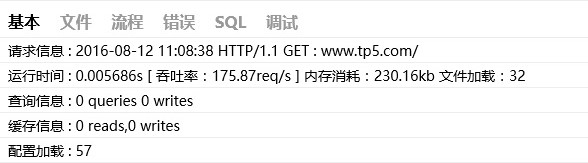 基本 文件 流程 错误 SQL 调试
请求信息 : 2016-08-12 11:08:38 HTTP/1.1 GET : www.tp5.com/
运行时间 : 0.005686s [ 吞吐率：175.87req/s ] 内存消耗：230.16kb 文件加载：32
查询信息 : 0 queries 0 writes
缓存信息 : 0 reads,0 writes
配置加载 : 57